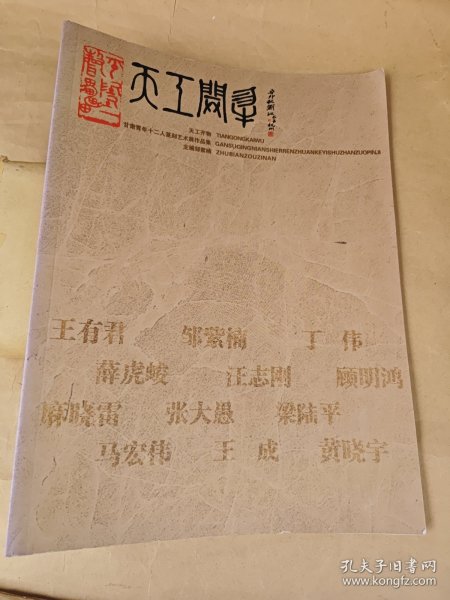 天工開
天工开物 TIANGONGKAIWU
甘肃青年十二人篆刻艺术展作品集 GANSUQINGNIANSHIERRENZHUANKEYISHUZHANZUOPINJI
主编邹紫楠 ZHUBIANZOUZINAN
王有君 邹紫楠 丁伟
薛虎峻 汪志刚 顾明鸿
麻晓雷 张大愚 梁陆平
马宏伟 王成 黄晓宇
孔夫子旧书网
www.kongfz.com